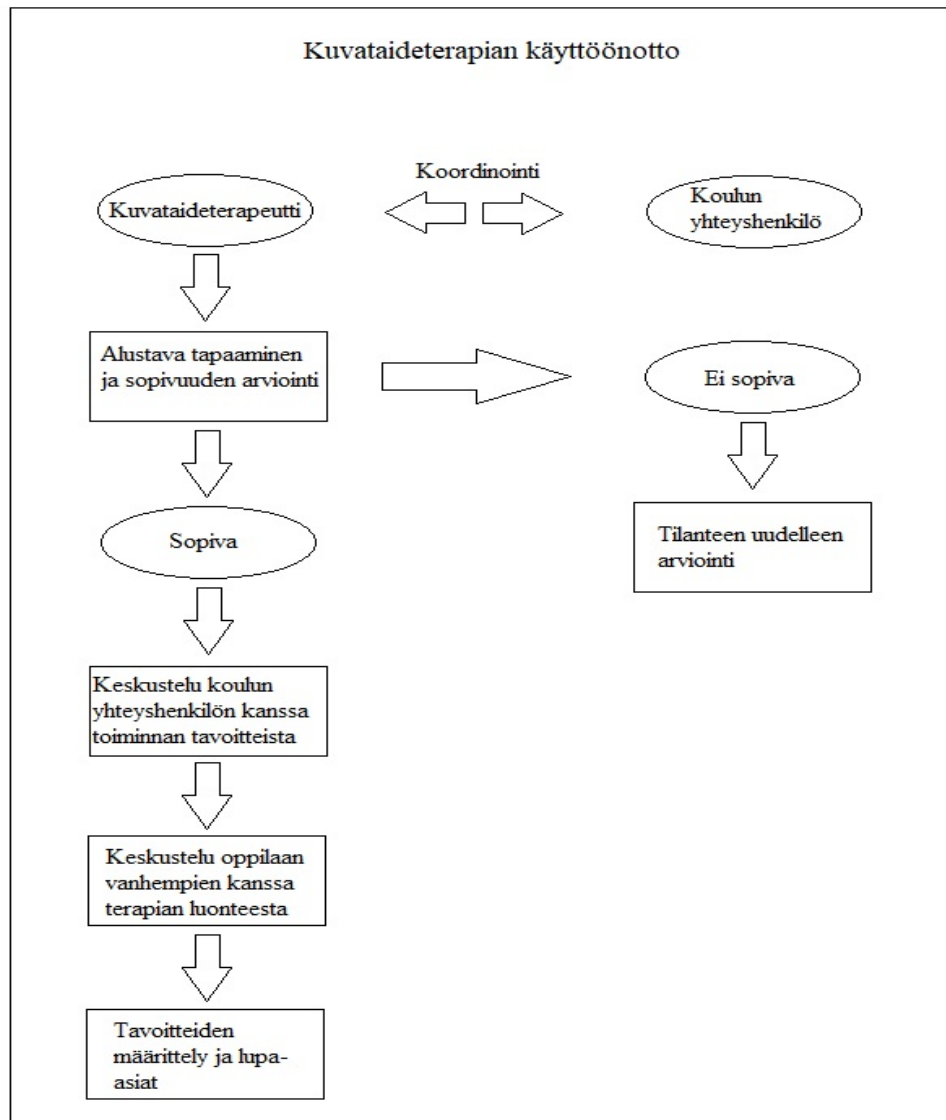 Kuvataideterapian käyttöönotto
Koordinointi
Kuvataideterapeutti
Koulun
yhteyshenkilö
Alustava tapaaminen
ja sopivuuden arviointi
Ei sopiva
Sopiva
Tilanteen uudelleen
arviointi
Keskustelu koulun
yhteyshenkilön kanssa
toiminnan tavoitteista
Keskustelu oppilaan
vanhempien kanssa
terapian luonteesta
Tavoitteiden
määrittely ja lupa-
asiat